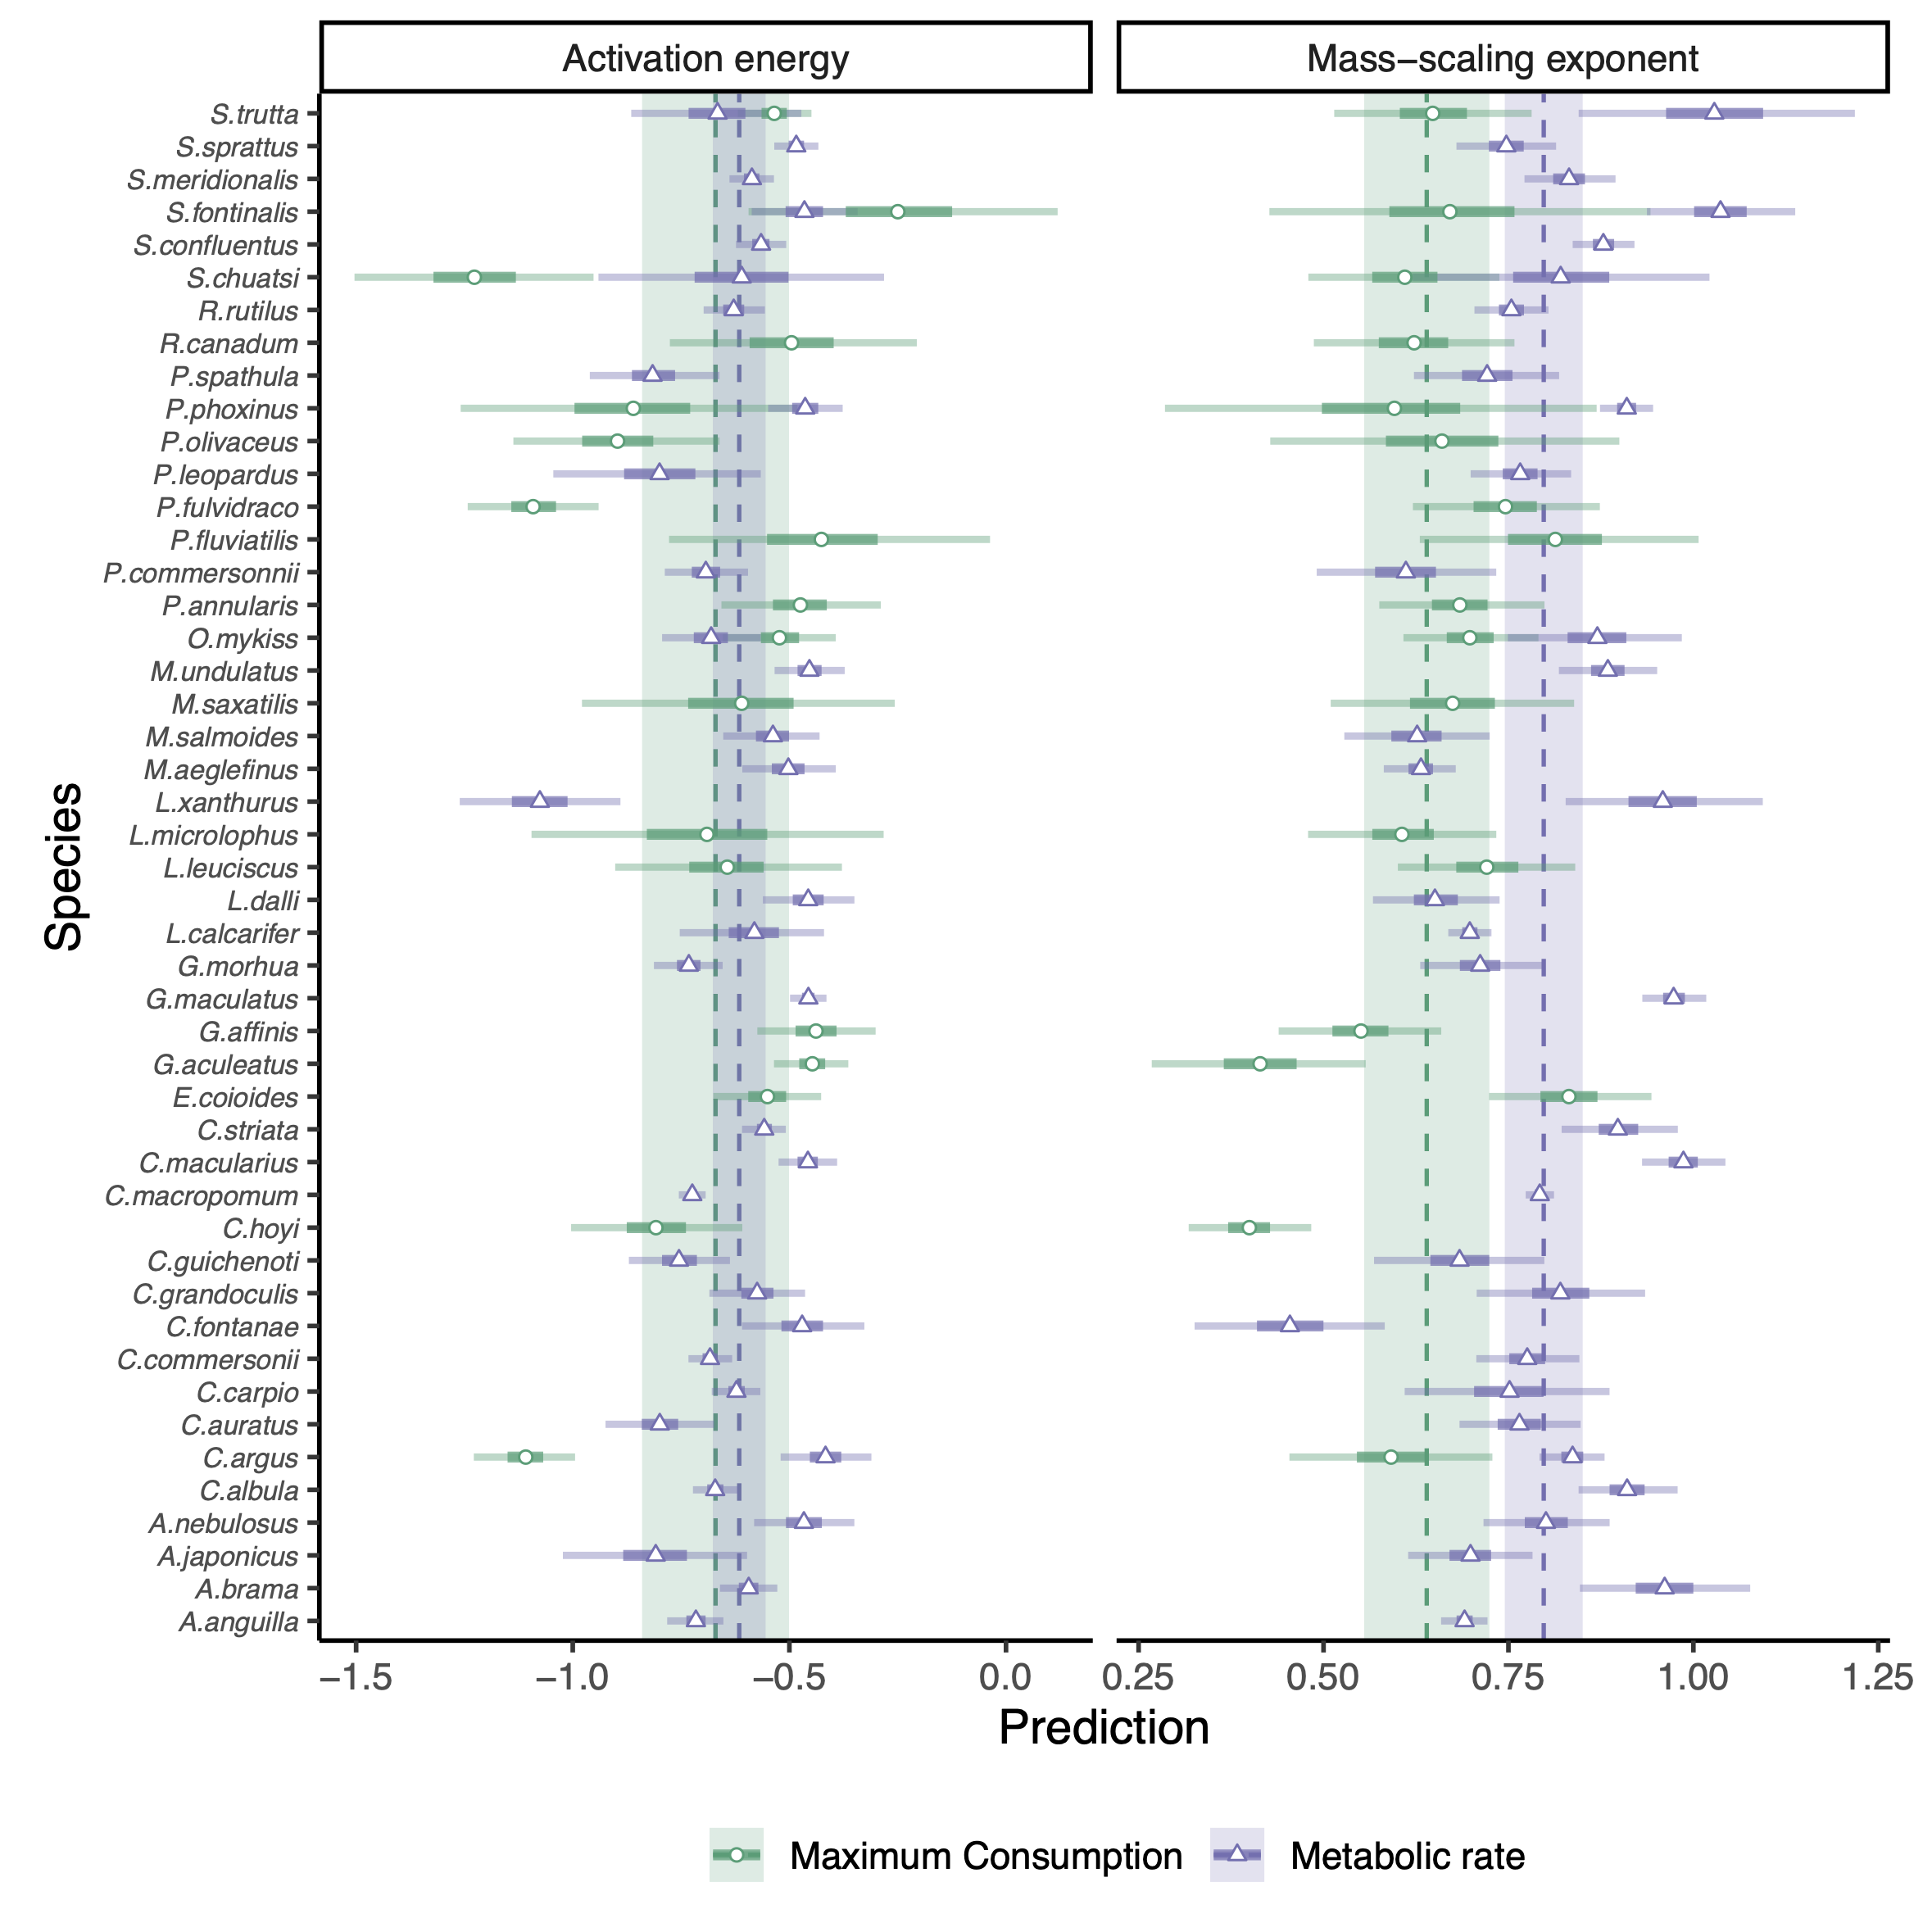 Activation energy
Mass−scaling exponent
Species
S.trutta
S.sprattus
S.meridionalis
S.fontinalis
S.confluentus
S.chuatsi
R.rutilus
R.canadum
P.spathula
P.phoxinus
P.olivaceus
P.leopardus
P.fulvidraco
P.fluviatilis
P.commersonnii
P.annularis
O.mykiss
M.undulatus
M.saxatilis
M.salmoides
M.aeglefinus
L.xanthurus
L.microlophus
L.leuciscus
L.dalli
L.calcarifer
G.morhua
G.maculatus
G.affinis
G.aculeatus
E.coioides
C.striata
C.macularius
C.macropomum
C.hoyi
C.guichenoti
C.grandoculis
C.fontanae
C.commersonii
C.carpio
C.auratus
C.argus
C.albula
A.nebulosus
A.japonicus
A.brama
A.anguilla
−1.5 −1.0 −0.5 0.0 0.25 0.50 0.75 1.00 1.25
Prediction
Maximum Consumption Metabolic rate